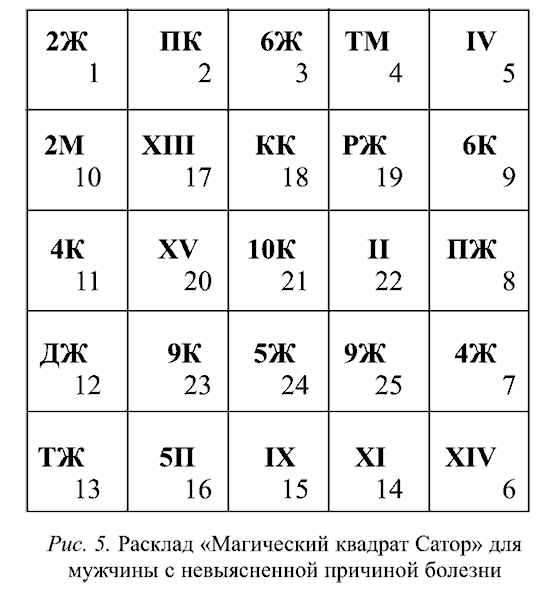 2Ж ПК 6Ж ТМ IV
1 2 3 4 5
2М XIII КК РЖ 6К
10 17 18 19 9
4К XV 10К II ПЖ
11 20 21 22 8
ДЖ 9К 5Ж 9Ж 4Ж
12 23 24 25 7
ТЖ 5П IX XI XIV
13 16 15 14 6
Рис. 5. Расклад «Магический квадрат Сатор» для
мужчины с невыясненной причиной болезни